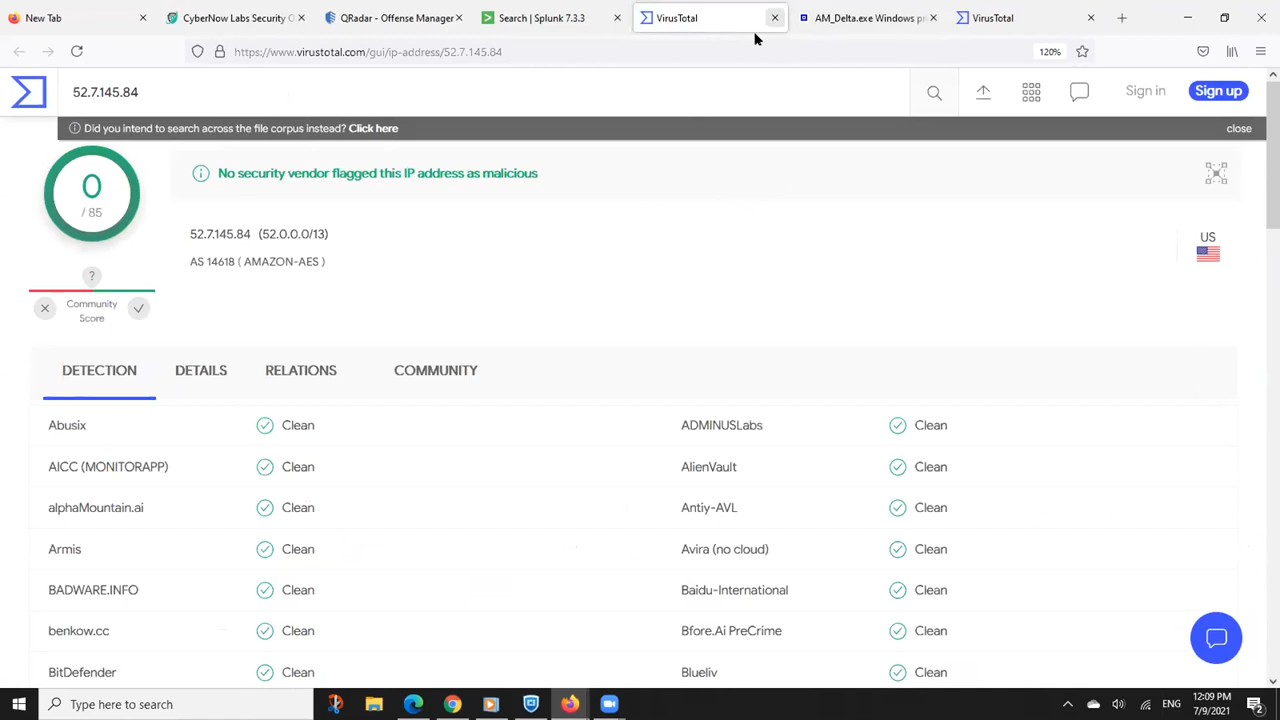 New Tab
CyberNow Labs Security O
QRadar - Offense Manager
Search | Splunk 7.3.3
VirusTotal
AM_Delta.exe Windows pr
VirusTotal
https://www.virustotal.com/gui/ip-address/52.7.145.84
120%
52.7.145.84
Sign in
Sign up
Did you intend to search across the file corpus instead? Click here
close
0
/ 85
No security vendor flagged this IP address as malicious
52.7.145.84 (52.0.0.0/13)
AS 14618 ( AMAZON-AES )
US
?
Community
Score
DETECTION
DETAILS
RELATIONS
COMMUNITY
Abusix
Clean
ADMINUSLabs
Clean
AICC (MONITORAPP)
Clean
AlienVault
Clean
alphaMountain.ai
Clean
Antiy-AVL
Clean
Armis
Clean
Avira (no cloud)
Clean
BADWARE.INFO
Clean
Baidu-International
Clean
benkow.cc
Clean
Bfore.Ai PreCrime
Clean
BitDefender
Clean
Blueliv
Clean
Type here to search
ENG
12:09 PM
7/9/2021
2